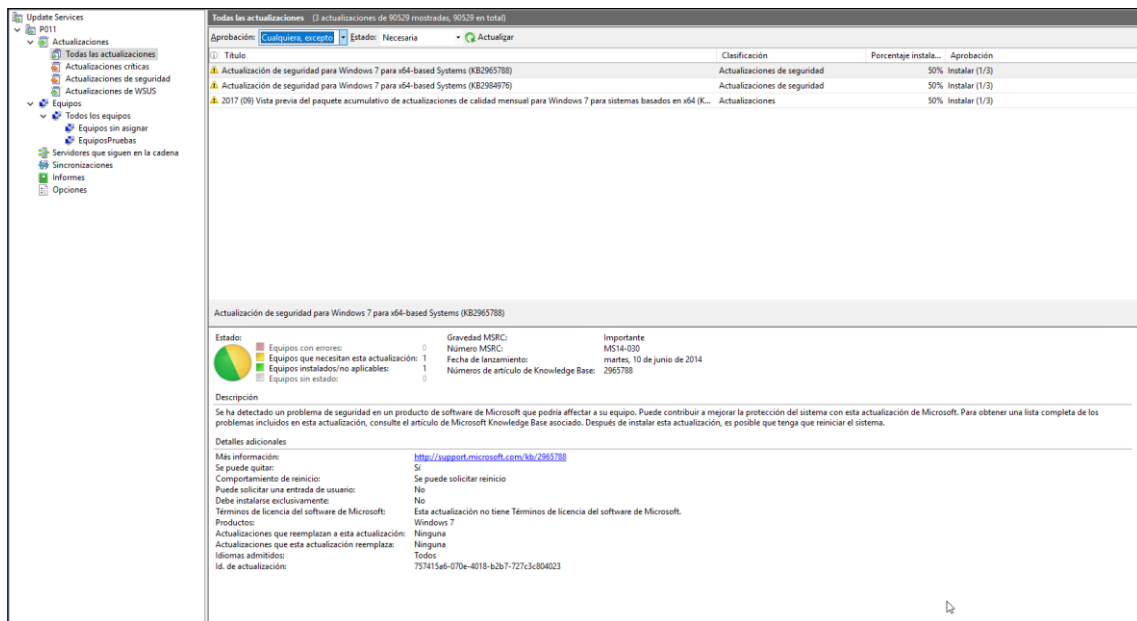 Update Services
P011
Actualizaciones
Todas las actualizaciones
Actualizaciones críticas
Actualizaciones de seguridad
Actualizaciones de WSUS
Equipos
Todos los equipos
Equipos sin asignar
EquiposPruebas
Servidores que siguen en la cadena
Sincronizaciones
Informes
Opciones
Todas las actualizaciones (3 actualizaciones de 90529 mostradas, 90529 en total)
Aprobación: Cualquiera, excepto Estado: Necesaria Actualizar
Título Clasificación Porcentaje instala... Aprobación
Actualización de seguridad para Windows 7 para x64-based Systems (KB2965788) Actualizaciones de seguridad 50% Instalar (1/3)
Actualización de seguridad para Windows 7 para x64-based Systems (KB2984976) Actualizaciones de seguridad 50% Instalar (1/3)
2017 (09) Vista previa del paquete acumulativo de actualizaciones de calidad mensual para Windows 7 para sistemas basados en x64 (K... Actualizaciones 50% Instalar (1/3)
Actualización de seguridad para Windows 7 para x64-based Systems (KB2965788)
Estado:
Equipos con errores: 0
Equipos que necesitan esta actualización: 1
Equipos instalados/no aplicables: 1
Equipos sin estado: 0
Gravedad MSRC: Importante
Número MSRC: MS14-030
Fecha de lanzamiento: martes, 10 de junio de 2014
Números de artículo de Knowledge Base: 2965788
Descripción
Se ha detectado un problema de seguridad en un producto de software de Microsoft que podría affectar a su equipo. Puede contribuir a mejorar la protección del sistema con esta actualización de Microsoft. Para obtener una lista completa de los
problemas incluidos en esta actualización, consulte el artículo de Microsoft Knowledge Base asociado. Después de instalar esta actualización, es posible que tenga que reiniciar el sistema.
Detalles adicionales
Más información: http://support.microsoft.com/kb/2965788
Se puede quitar: Sí
Comportamiento de reinicio: Se puede solicitar reinicio
Puede solicitar una entrada de usuario: No
Debe instalarse exclusivamente: No
Términos de licencia del software de Microsoft: Esta actualización no tiene Términos de licencia del software de Microsoft.
Productos: Windows 7
Actualizaciones que reemplazan a esta actualización: Ninguna
Actualizaciones que esta actualización reemplaza: Ninguna
Idiomas admitidos: Todos
Id. de actualización: 757415a6-070e-4018-b2b7-727c3c804023